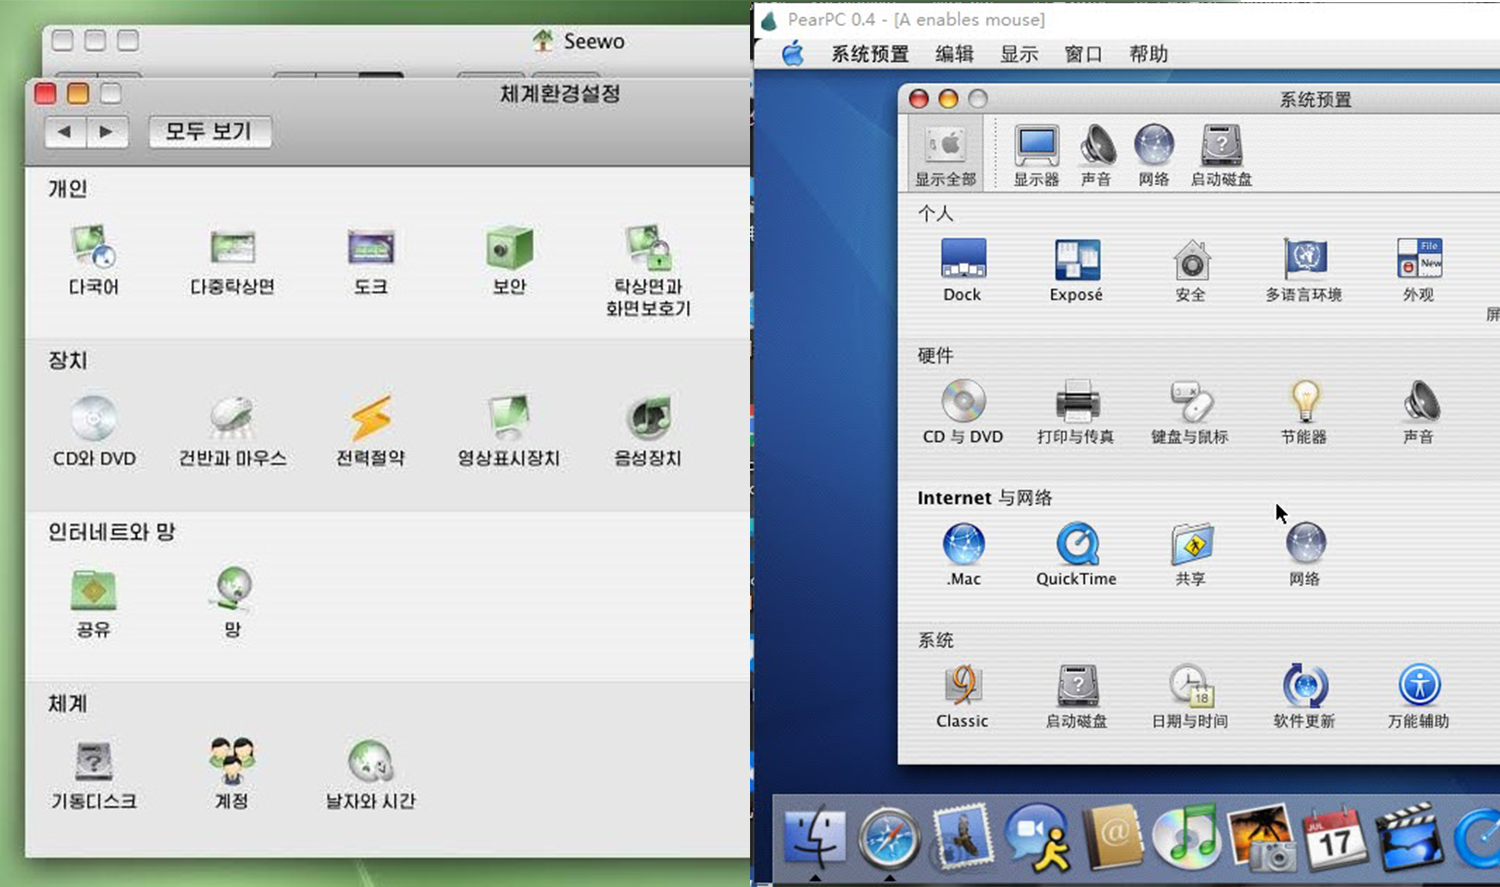 Seewo
체계환경설정
모두 보기
개인
다국어
다중탁상면
도크
보안
탁상면과
화면보호기
장치
CD와 DVD
건반과 마우스
전력절약
영상표시장치
음성장치
인터네트와 망
공유
망
체계
기동디스크
계정
날자와 시간
PearPC 0.4 - [A enables mouse]
系统预置 编辑 显示 窗口 帮助
系统预置
显示全部 显示器 声音 网络 启动磁盘
个人
File
New
Dock Exposé 安全 多语言环境 外观
屏
硬件
CD 与 DVD 打印与传真 键盘与鼠标 节能器 声音
Internet 与网络
.Mac QuickTime 共享 网络
系统
18
Classic 启动磁盘 日期与时间 软件更新 万能辅助
JUL
17